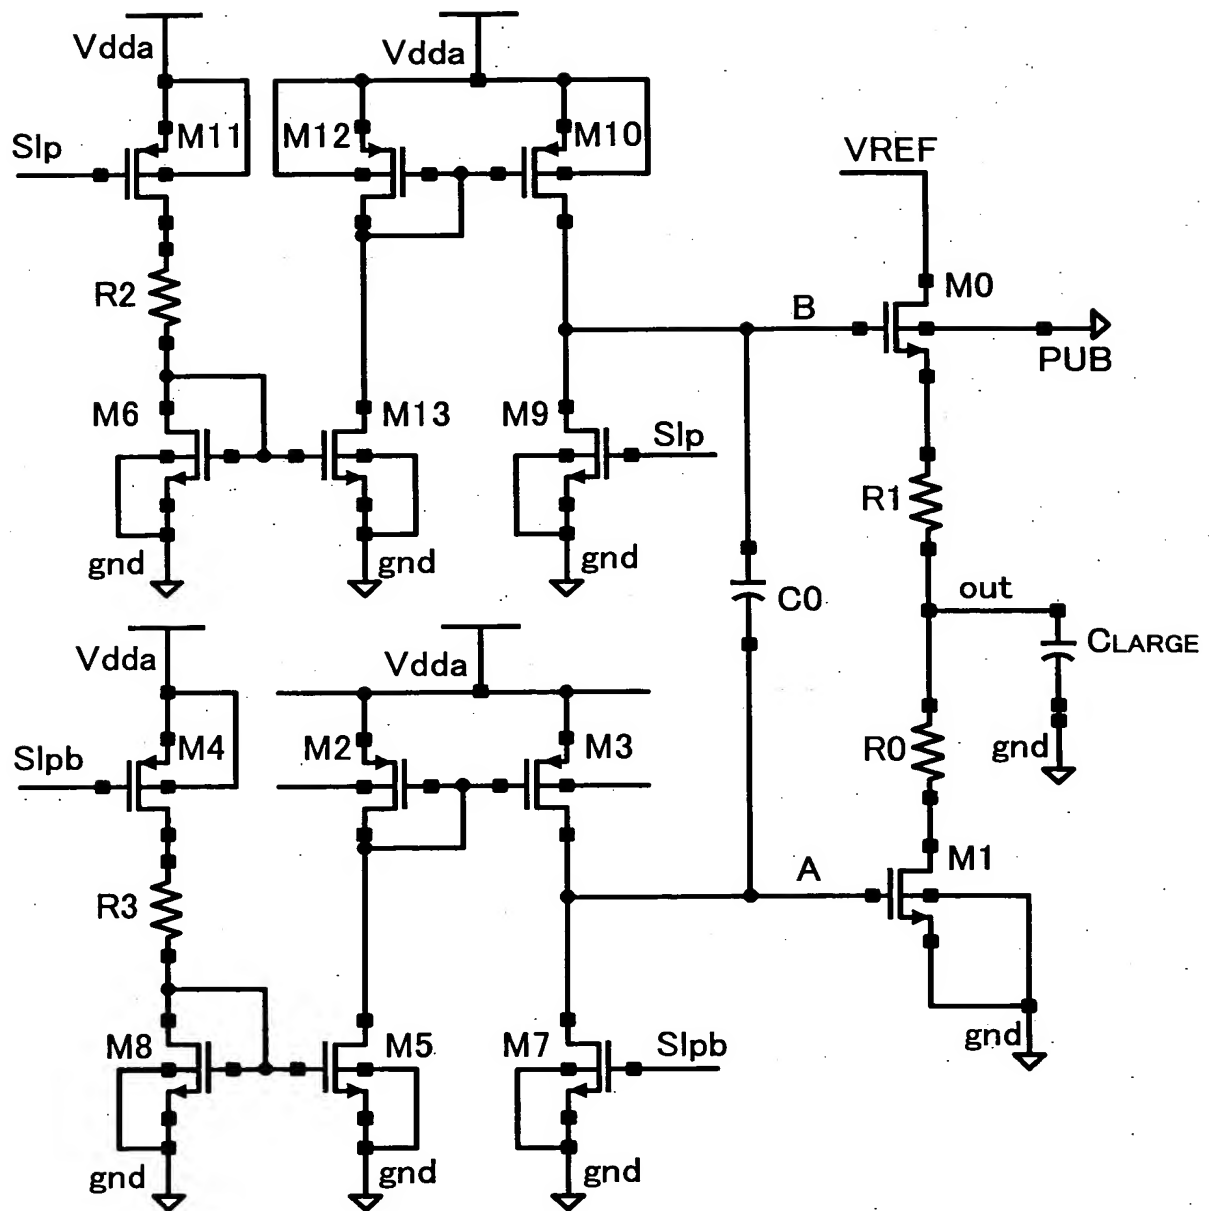 Vdda
Vdda
Slp
M11
M12
M10
VREF
R2
B
M0
PUB
M6
M13
M9
Slp
R1
gnd
gnd
gnd
C0
out
CLARGE
Vdda
Vdda
Slpb
M4
M2
M3
R0
gnd
R3
A
M1
M8
M5
M7
Slpb
gnd
gnd
gnd
gnd